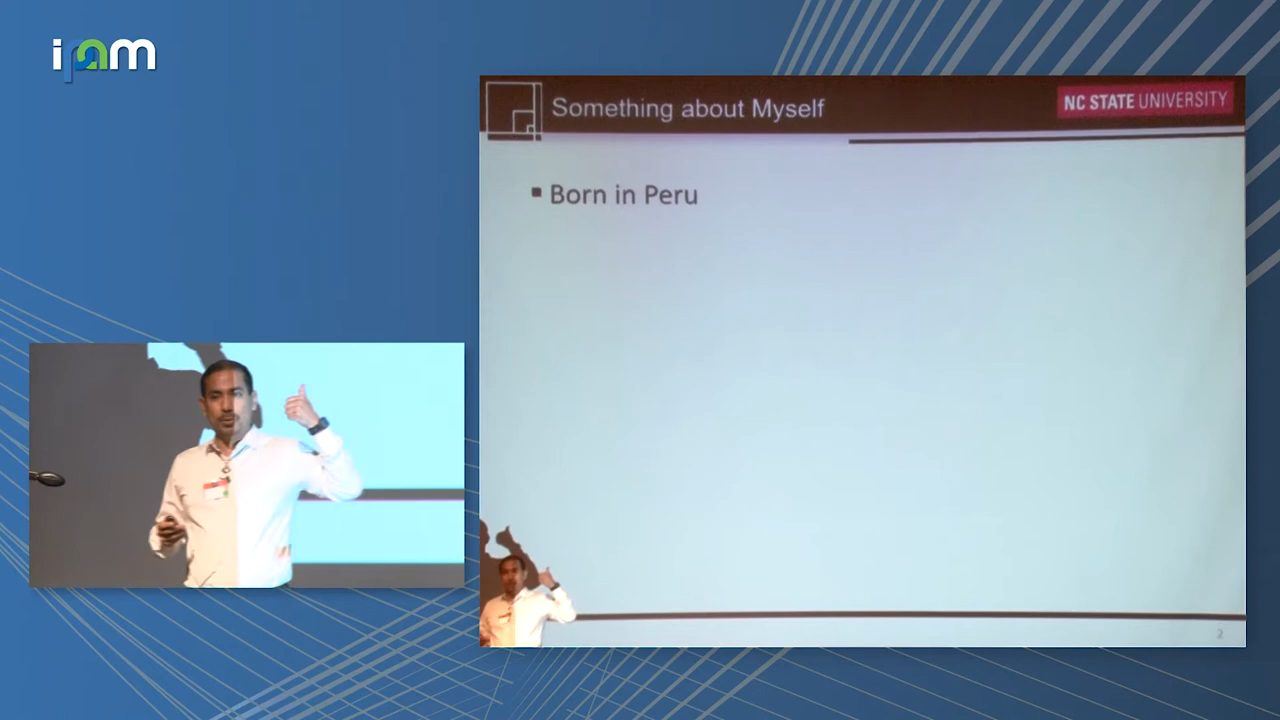 ipam
Something about Myself
NC STATE UNIVERSITY
▪ Born in Peru
2